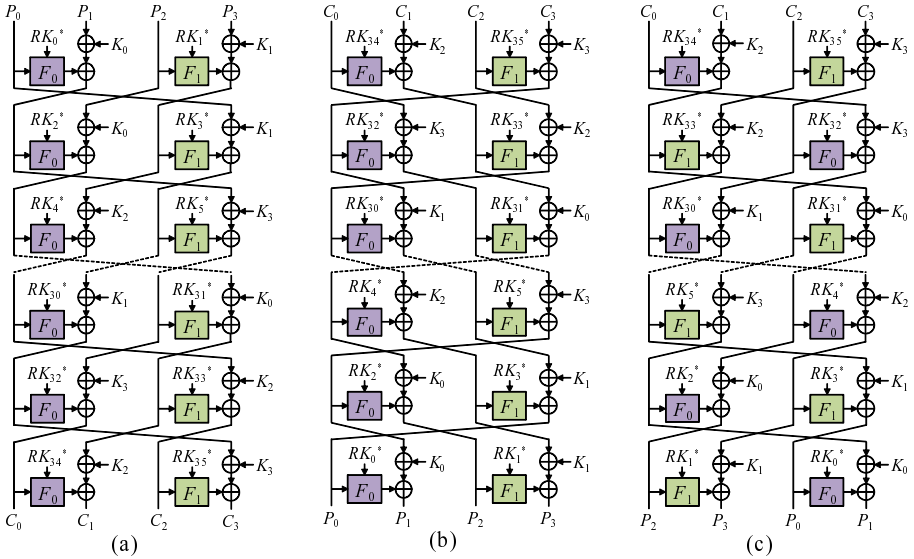 P0 P1 P2 P3 C0 C1 C2 C3 C0 C1 C2 C3
RK0* K0 RK1* K1 RK34* K2 RK35* K3 RK34* K2 RK35* K3
F0 F1 F0 F1 F0 F1
RK2* K0 RK3* K1 RK32* K3 RK33* K2 RK33* K2 RK32* K3
F0 F1 F0 F1 F1 F0
RK4* K2 RK5* K3 RK30* K1 RK31* K0 RK30* K1 RK31* K0
F0 F1 F0 F1 F0 F1
RK30* K1 RK31* K0 RK4* K2 RK5* K3 RK5* K3 RK4* K2
F0 F1 F0 F1 F1 F0
RK32* K3 RK33* K2 RK2* K0 RK3* K1 RK2* K0 RK3* K1
F0 F1 F0 F1 F0 F1
RK34* K2 RK35* K3 RK0* K0 RK1* K1 RK1* K1 RK0* K0
F0 F1 F0 F1 F1 F0
C0 C1 C2 C3 P0 P1 P2 P3 P2 P3 P0 P1
(a) (b) (c)